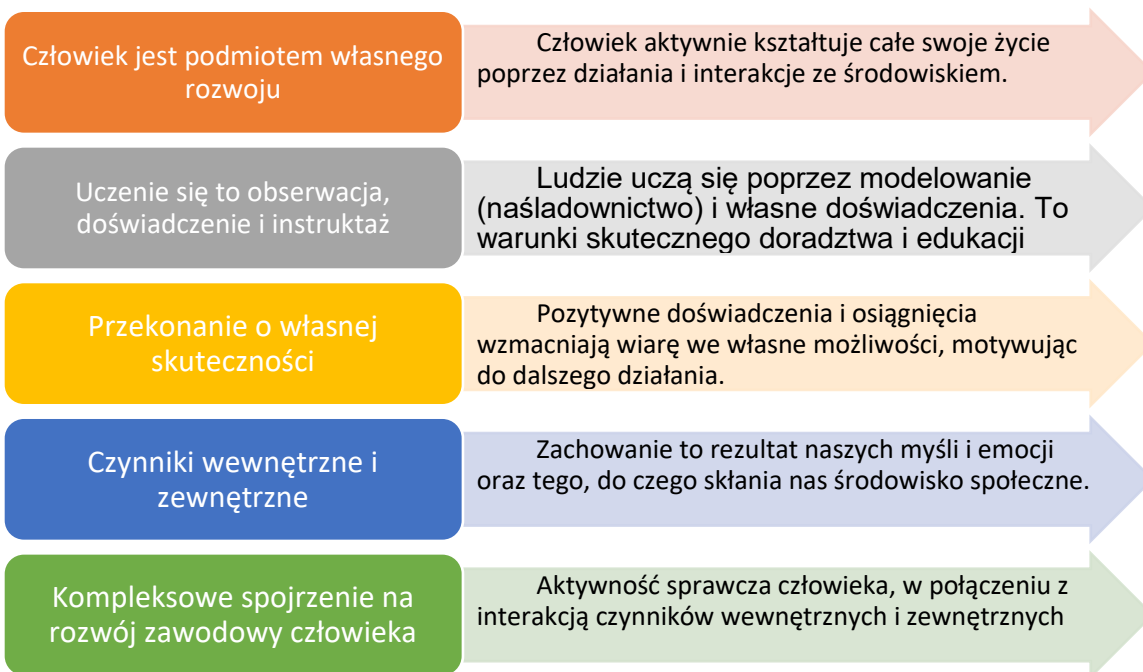 Człowiek jest podmiotem własnego
rozwoju
Człowiek aktywnie kształtuje całe swoje życie
poprzez działania i interakcje ze środowiskiem.
Uczenie się to obserwacja,
doświadczenie i instruktaż
Ludzie uczą się poprzez modelowanie
(naśladownictwo) i własne doświadczenia. To
warunki skutecznego doradztwa i edukacji
Przekonanie o własnej
skuteczności
Pozytywne doświadczenia i osiągnięcia
wzmacniają wiarę we własne możliwości, motywując
do dalszego działania.
Czynniki wewnętrzne i
zewnętrzne
Zachowanie to rezultat naszych myśli i emocji
oraz tego, do czego skłania nas środowisko społeczne.
Kompleksowe spojrzenie na
rozwój zawodowy człowieka
Aktywność sprawcza człowieka, w połączeniu z
interakcją czynników wewnętrznych i zewnętrznych